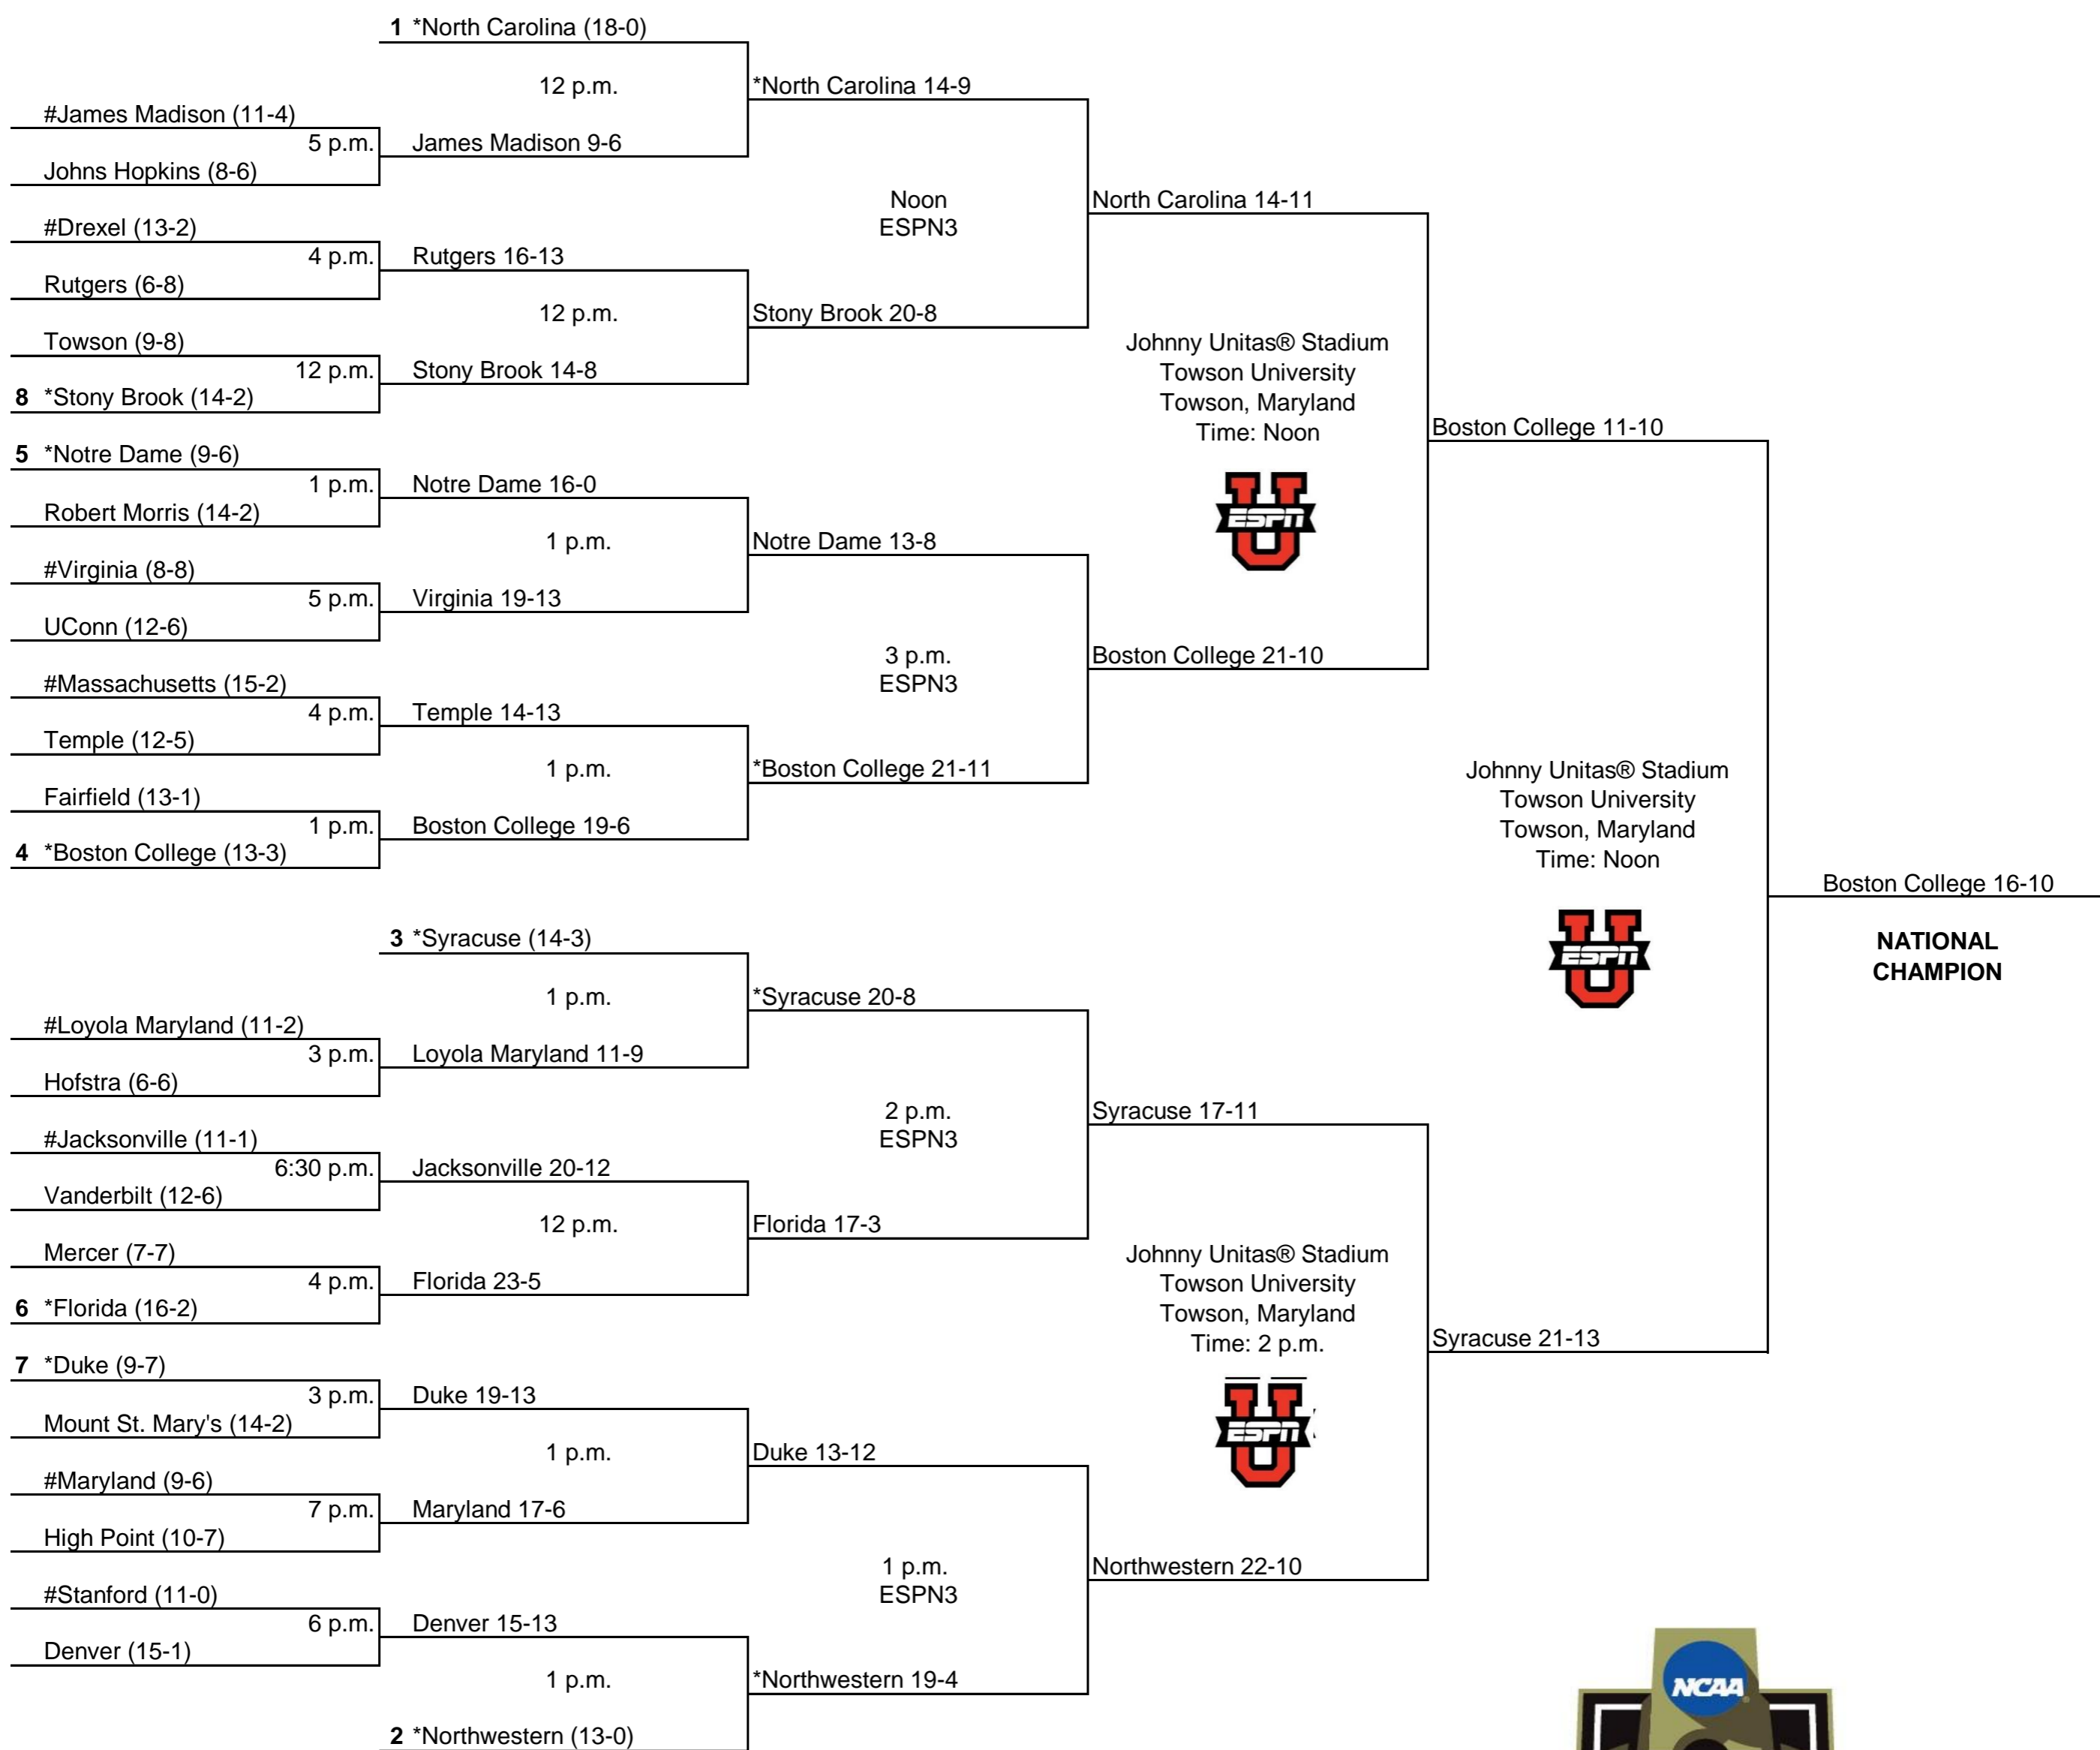 1 *North Carolina (18-0)
12 p.m.
*North Carolina 14-9
#James Madison (11-4)
5 p.m.
James Madison 9-6
Johns Hopkins (8-6)
Noon
ESPN3
North Carolina 14-11
#Drexel (13-2)
4 p.m.
Rutgers 16-13
Rutgers (6-8)
12 p.m.
Stony Brook 20-8
Towson (9-8)
12 p.m.
Stony Brook 14-8
8 *Stony Brook (14-2)
Johnny Unitas® Stadium
Towson University
Towson, Maryland
Time: Noon
ESPN U
Boston College 11-10
5 *Notre Dame (9-6)
1 p.m.
Notre Dame 16-0
Robert Morris (14-2)
1 p.m.
Notre Dame 13-8
#Virginia (8-8)
5 p.m.
Virginia 19-13
UConn (12-6)
3 p.m.
ESPN3
Boston College 21-10
#Massachusetts (15-2)
4 p.m.
Temple 14-13
Temple (12-5)
1 p.m.
*Boston College 21-11
Fairfield (13-1)
1 p.m.
Boston College 19-6
4 *Boston College (13-3)
Johnny Unitas® Stadium
Towson University
Towson, Maryland
Time: Noon
ESPN U
Boston College 16-10
NATIONAL
CHAMPION
3 *Syracuse (14-3)
1 p.m.
*Syracuse 20-8
#Loyola Maryland (11-2)
3 p.m.
Loyola Maryland 11-9
Hofstra (6-6)
2 p.m.
ESPN3
Syracuse 17-11
#Jacksonville (11-1)
6:30 p.m.
Jacksonville 20-12
Vanderbilt (12-6)
12 p.m.
Florida 17-3
Mercer (7-7)
4 p.m.
Florida 23-5
6 *Florida (16-2)
Johnny Unitas® Stadium
Towson University
Towson, Maryland
Time: 2 p.m.
ESPN U
Syracuse 21-13
7 *Duke (9-7)
3 p.m.
Duke 19-13
Mount St. Mary's (14-2)
1 p.m.
Duke 13-12
#Maryland (9-6)
7 p.m.
Maryland 17-6
High Point (10-7)
1 p.m.
ESPN3
Northwestern 22-10
#Stanford (11-0)
6 p.m.
Denver 15-13
Denver (15-1)
1 p.m.
*Northwestern 19-4
2 *Northwestern (13-0)
NCAA